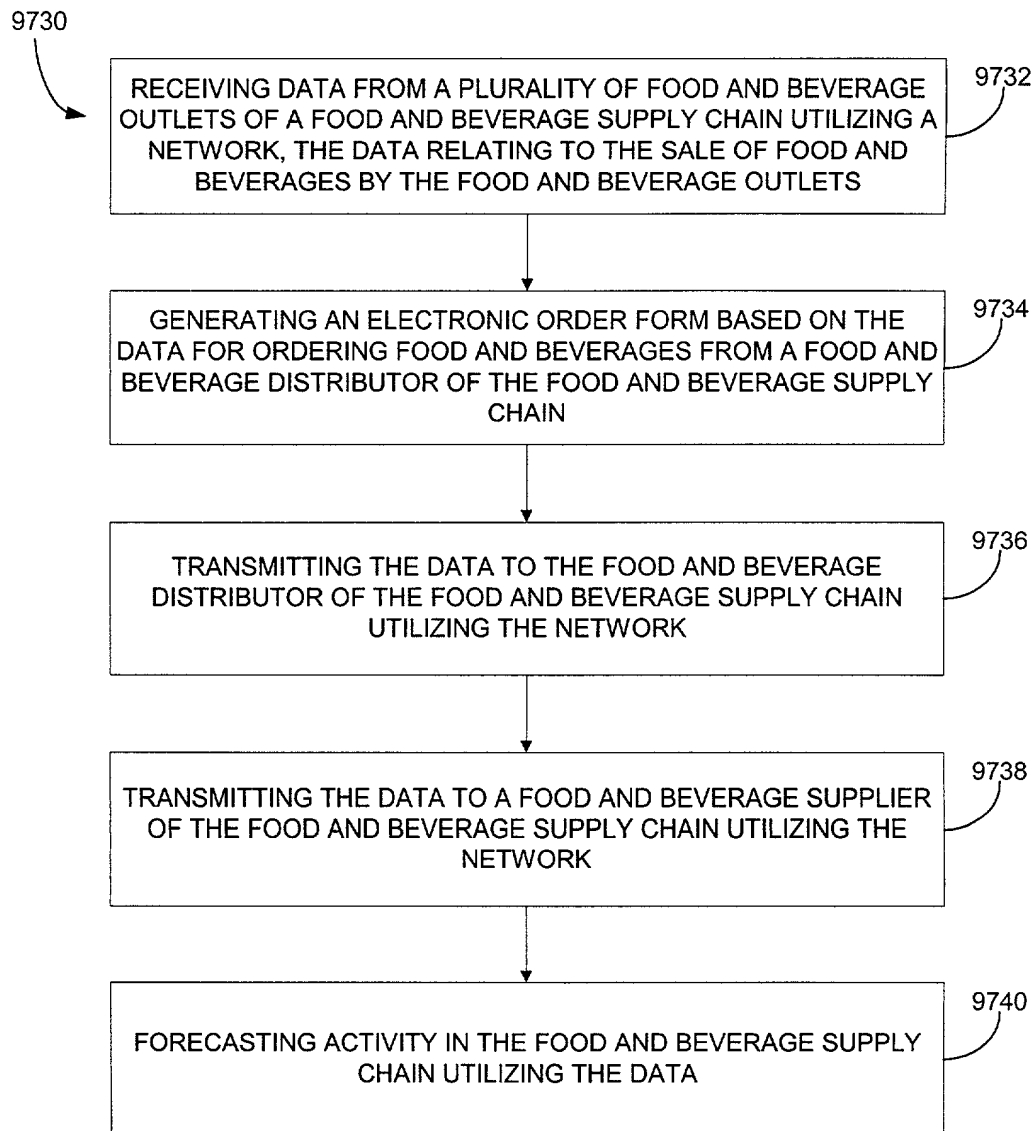 9730
9732
RECEIVING DATA FROM A PLURALITY OF FOOD AND BEVERAGE
OUTLETS OF A FOOD AND BEVERAGE SUPPLY CHAIN UTILIZING A
NETWORK, THE DATA RELATING TO THE SALE OF FOOD AND
BEVERAGES BY THE FOOD AND BEVERAGE OUTLETS
9734
GENERATING AN ELECTRONIC ORDER FORM BASED ON THE
DATA FOR ORDERING FOOD AND BEVERAGES FROM A FOOD AND
BEVERAGE DISTRIBUTOR OF THE FOOD AND BEVERAGE SUPPLY
CHAIN
9736
TRANSMITTING THE DATA TO THE FOOD AND BEVERAGE
DISTRIBUTOR OF THE FOOD AND BEVERAGE SUPPLY CHAIN
UTILIZING THE NETWORK
9738
TRANSMITTING THE DATA TO A FOOD AND BEVERAGE SUPPLIER
OF THE FOOD AND BEVERAGE SUPPLY CHAIN UTILIZING THE
NETWORK
9740
FORECASTING ACTIVITY IN THE FOOD AND BEVERAGE SUPPLY
CHAIN UTILIZING THE DATA